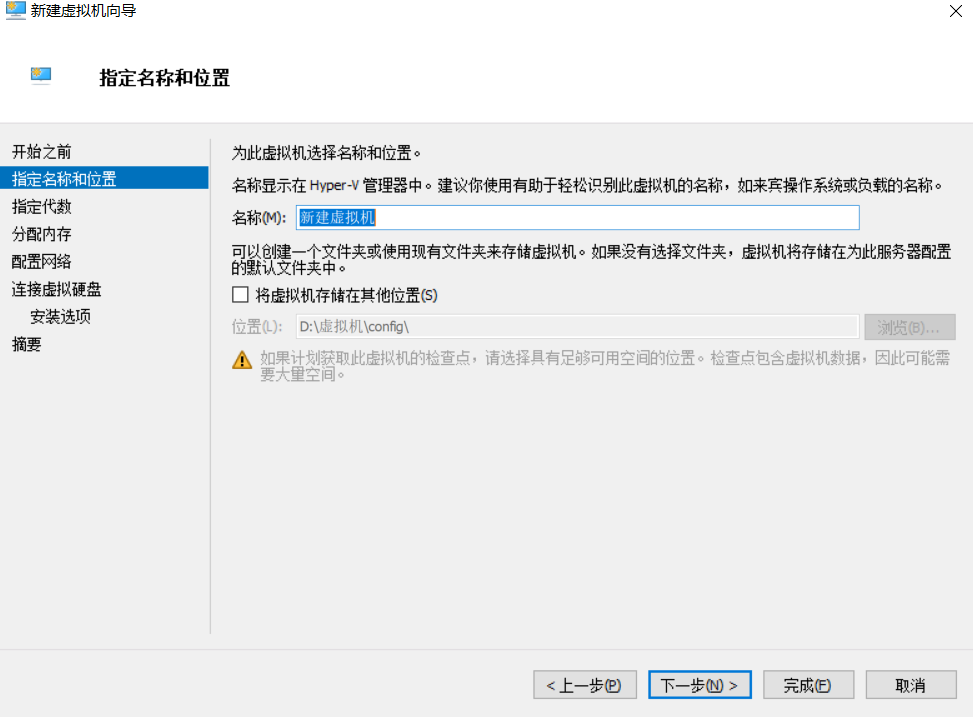 新建虚拟机向导
指定名称和位置
开始之前
指定名称和位置
指定代数
分配内存
配置网络
连接虚拟硬盘
安装选项
摘要
为此虚拟机选择名称和位置。
名称显示在 Hyper-V 管理器中。建议你使用有助于轻松识别此虚拟机的名称，如来宾操作系统或负载的名称。
名称(M): 新建虚拟机
可以创建一个文件夹或使用现有文件夹来存储虚拟机。如果没有选择文件夹，虚拟机将存储在为此服务器配置
的默认文件夹中。
将虚拟机存储在其他位置(S)
位置(L): D:\虚拟机\config\ 浏览(B)...
如果计划获取此虚拟机的检查点，请选择具有足够可用空间的位置。检查点包含虚拟机数据，因此可能需
要大量空间。
< 上一步(P) 下一步(N) > 完成(F) 取消